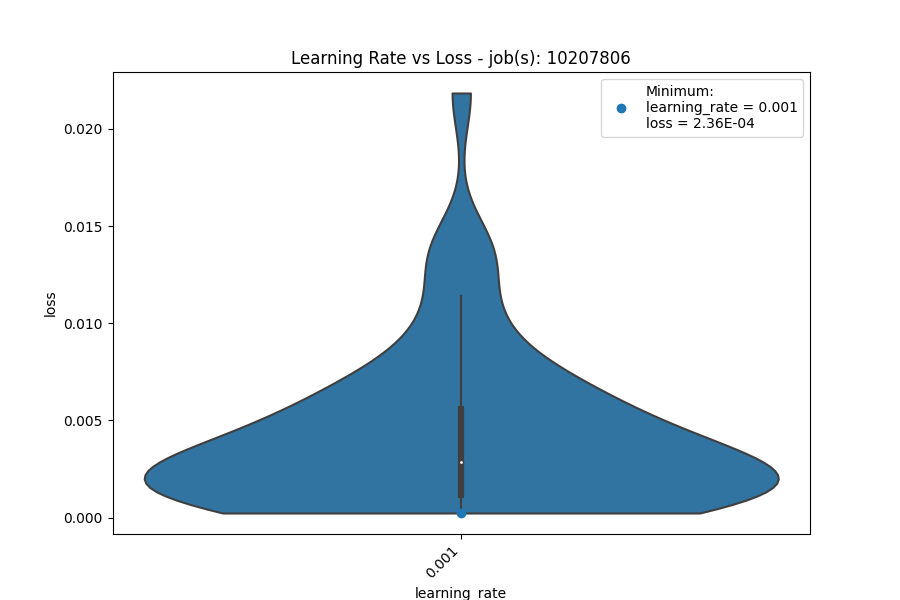 Learning Rate vs Loss - job(s): 10207806
Minimum:
learning_rate = 0.001
loss = 2.36E-04
0.020
0.015
0.010
0.005
0.000
loss
0.001
learning_rate